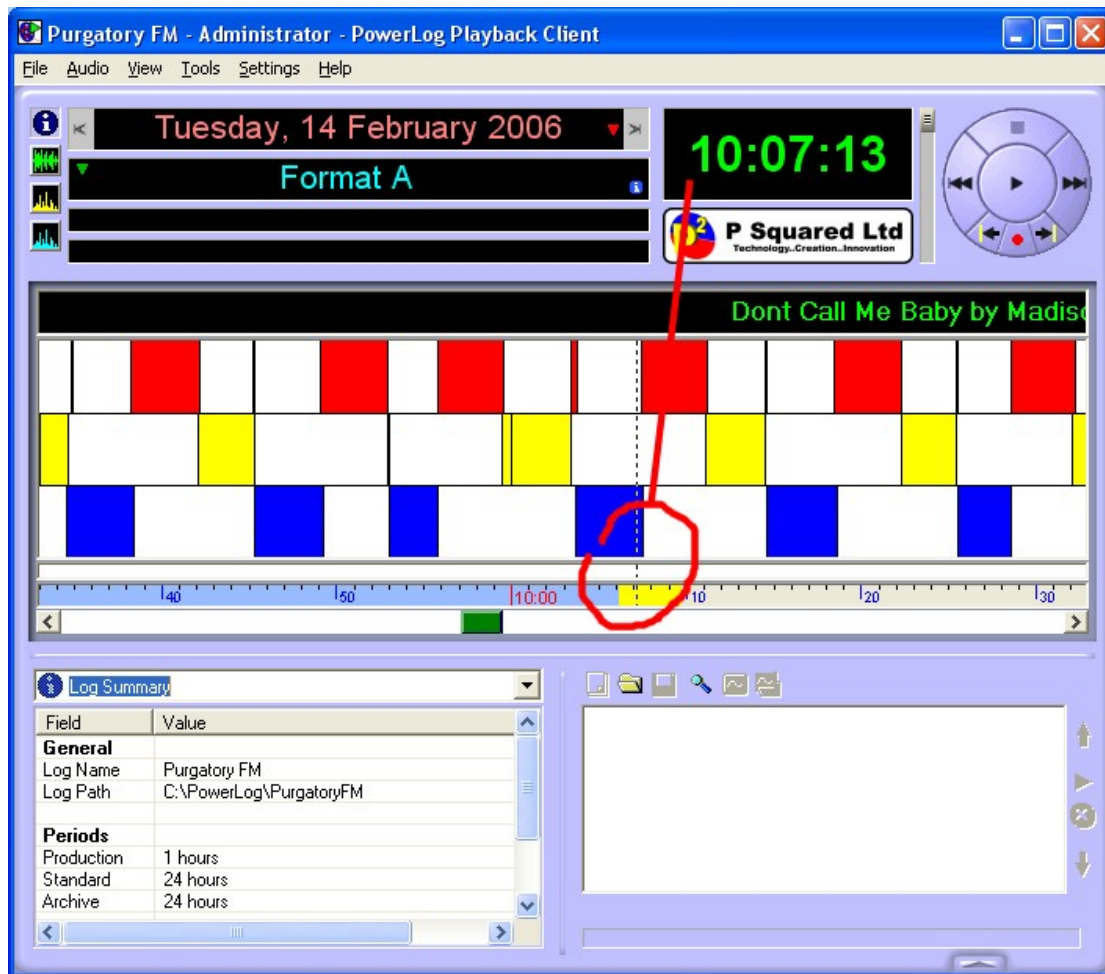 Purgatory FM - Administrator - PowerLog Playback Client
File Audio View Tools Settings Help
Tuesday, 14 February 2006
10:07:13
Format A
P Squared Ltd
Technology..Creation..Innovation
Dont Call Me Baby by Madiso
40 50 10:00 10 20 30
Log Summary
Field Value
General
Log Name Purgatory FM
Log Path C:\PowerLog\PurgatoryFM
Periods
Production 1 hours
Standard 24 hours
Archive 24 hours